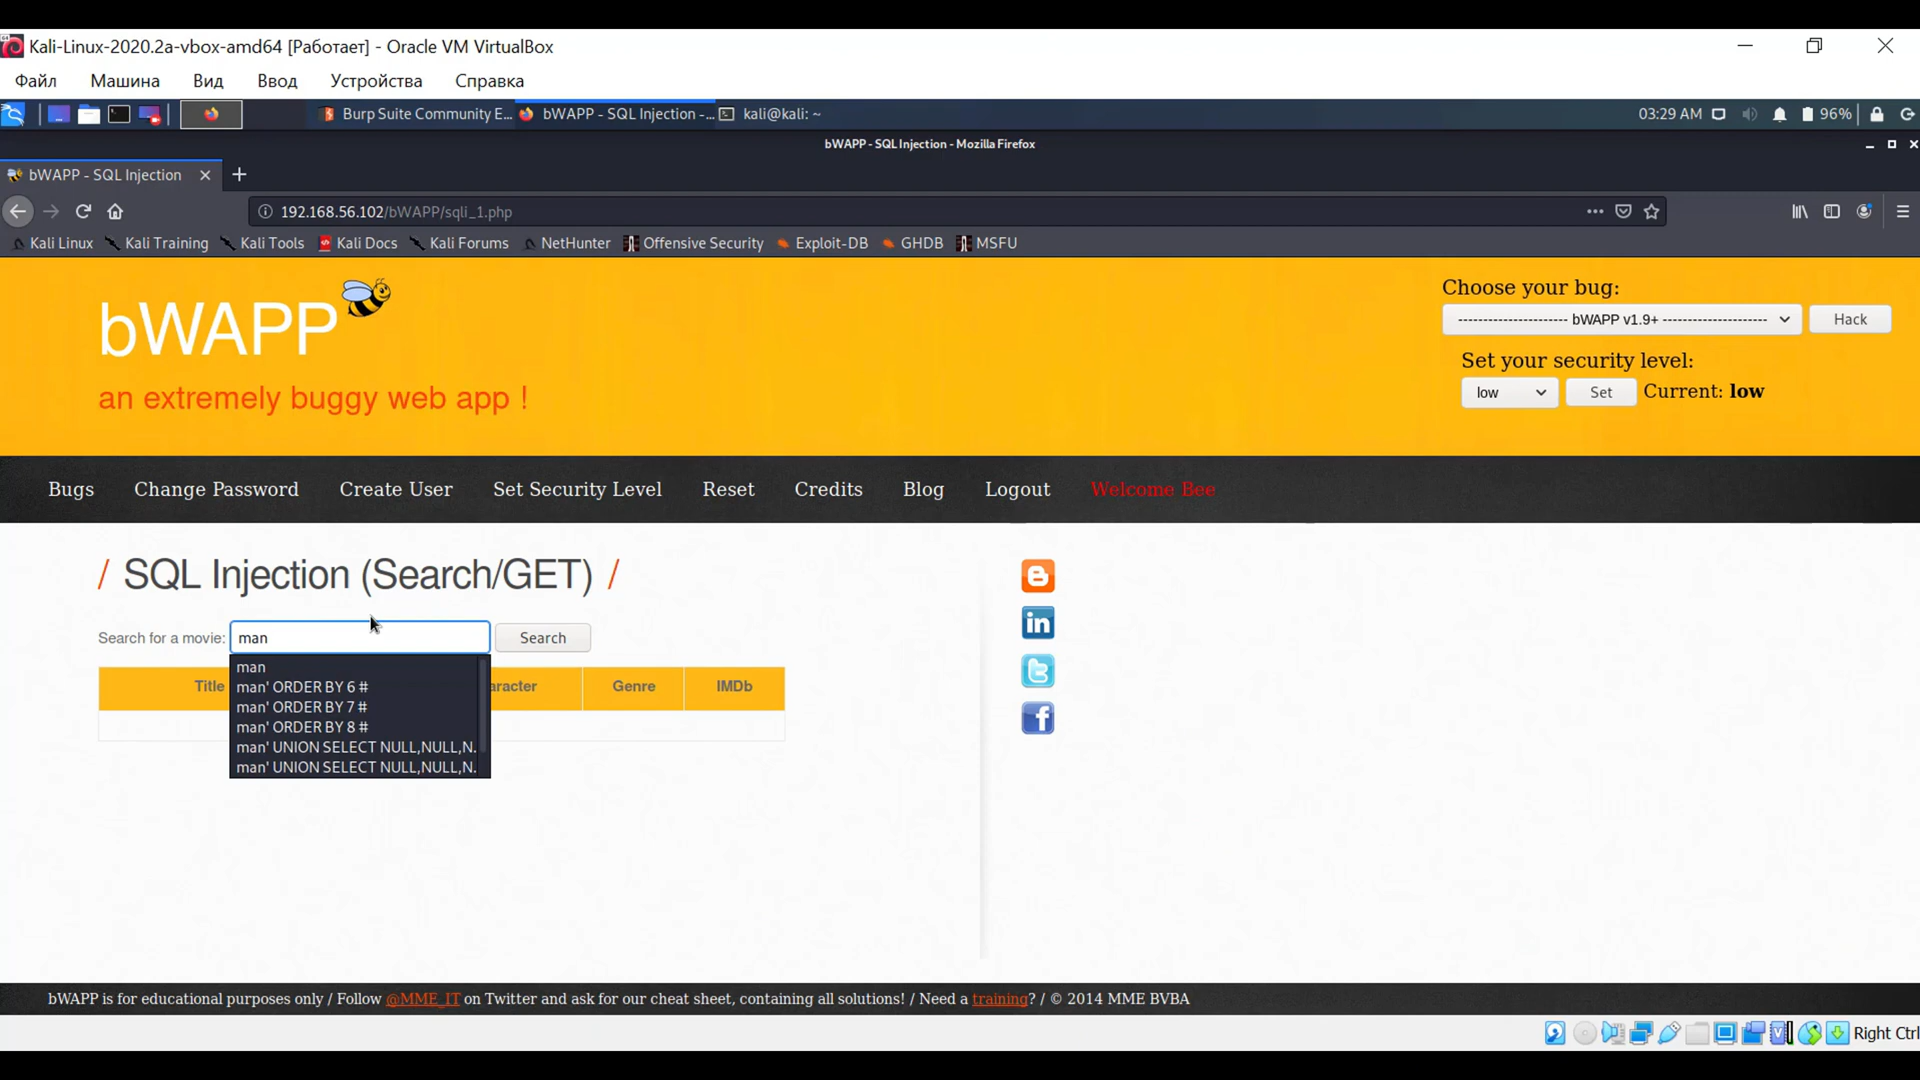 Kali-Linux-2020.2a-vbox-amd64 [Работает] - Oracle VM VirtualBox
Файл Машина Вид Ввод Устройства Справка
Burp Suite Community E... bWAPP - SQL Injection -... kali@kali: ~ 03:29 AM 96%
bWAPP - SQL Injection - Mozilla Firefox
bWAPP - SQL Injection
192.168.56.102/bWAPP/sqli_1.php
Kali Linux Kali Training Kali Tools Kali Docs Kali Forums NetHunter Offensive Security Exploit-DB GHDB MSFU
bWAPP
an extremely buggy web app !
Choose your bug:
---------------------- bWAPP v1.9+ ---------------------- Hack
Set your security level:
low Set Current: low
Bugs Change Password Create User Set Security Level Reset Credits Blog Logout Welcome Bee
/ SQL Injection (Search/GET) /
Search for a movie: man Search
Title aracter Genre IMDb
man
man' ORDER BY 6 #
man' ORDER BY 7 #
man' ORDER BY 8 #
man' UNION SELECT NULL,NULL,N.
man' UNION SELECT NULL,NULL,N.
bWAPP is for educational purposes only / Follow @MME_IT on Twitter and ask for our cheat sheet, containing all solutions! / Need a training? / © 2014 MME BVBA
Right Ctrl